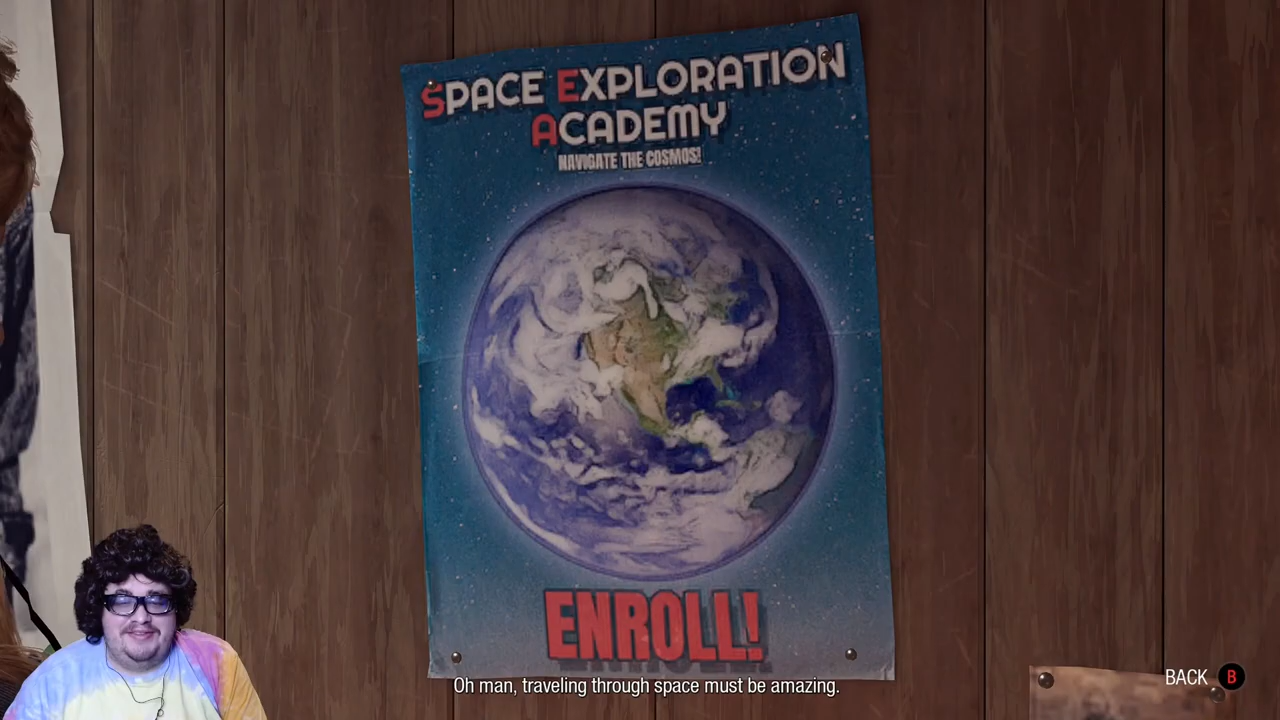 SPACE EXPLORATION
ACADEMY
NAVIGATE THE COSMOS!
ENROLL!
Oh man, traveling through space must be amazing.
BACK B